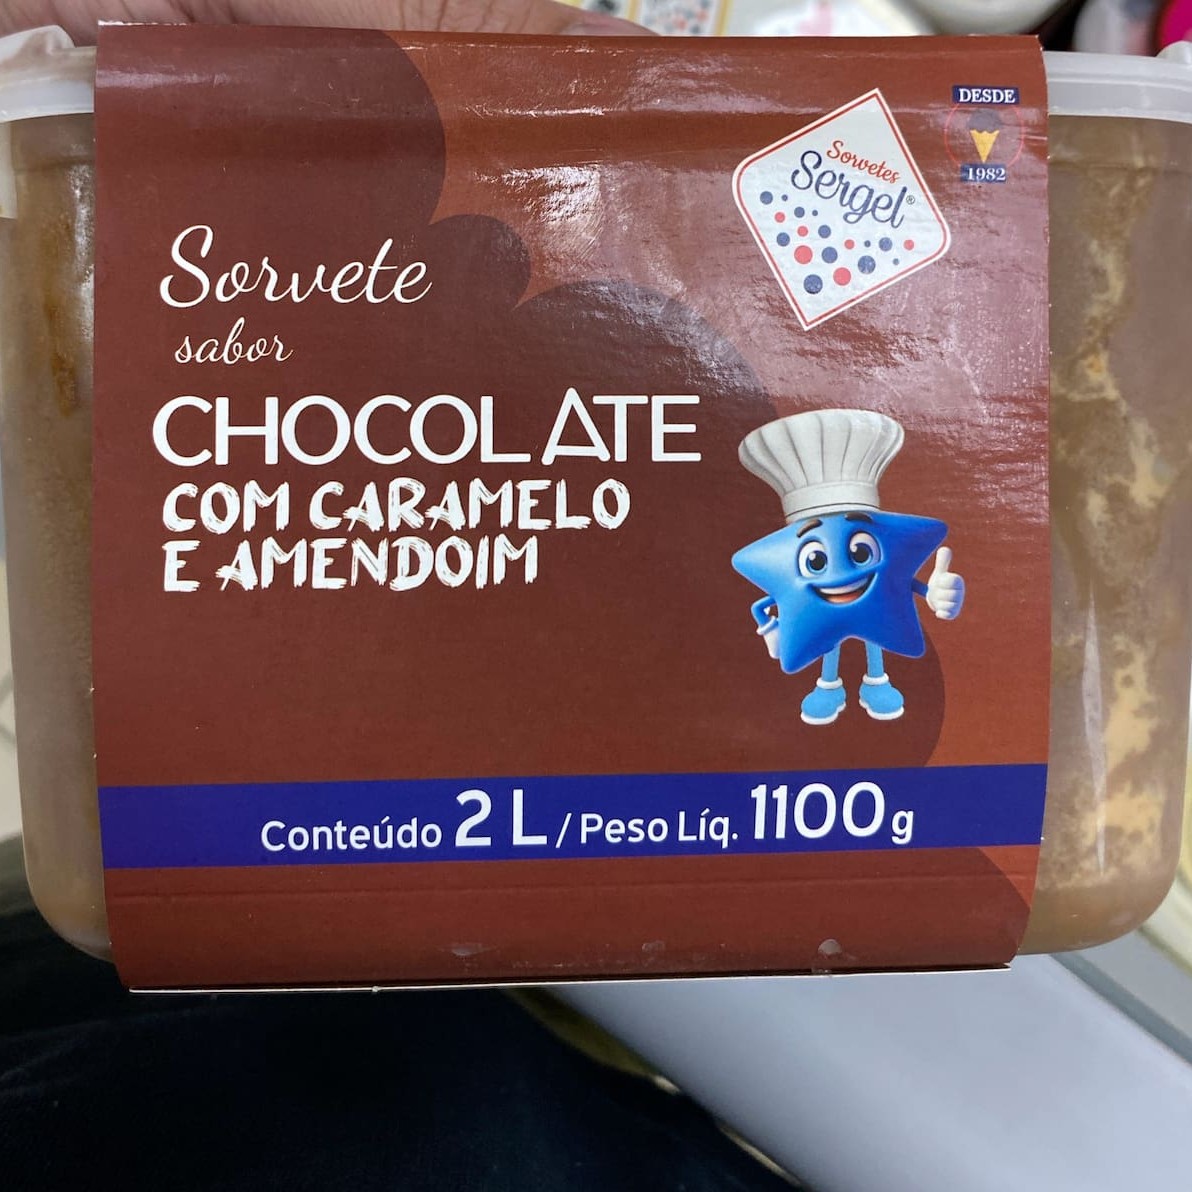 DESDE
1982
Sorvetes
Sergel®
Sorvete
sabor
CHOCOLATE
COM CARAMELO
E AMENDOIM
Conteúdo 2 L / Peso Líq. 1100g